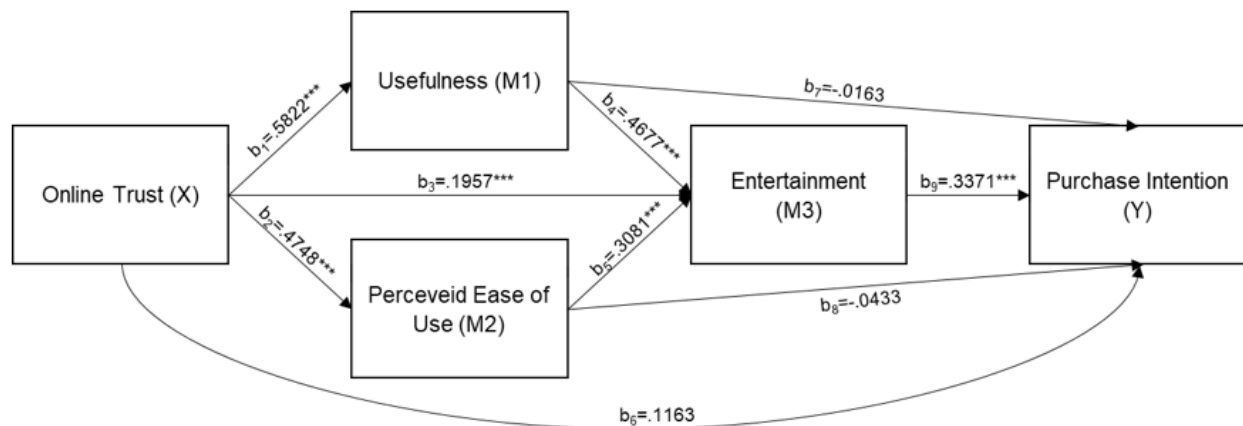 Usefulness (M1)
b₇=-.0163
b₁=.5822***
b₄=.4677***
Online Trust (X)
b₃=.1957***
Entertainment
(M3)
b₉=.3371***
Purchase Intention
(Y)
b₂=.4748***
b₅=.3081***
Perceveid Ease of
Use (M2)
b₈=-.0433
b₆=.1163